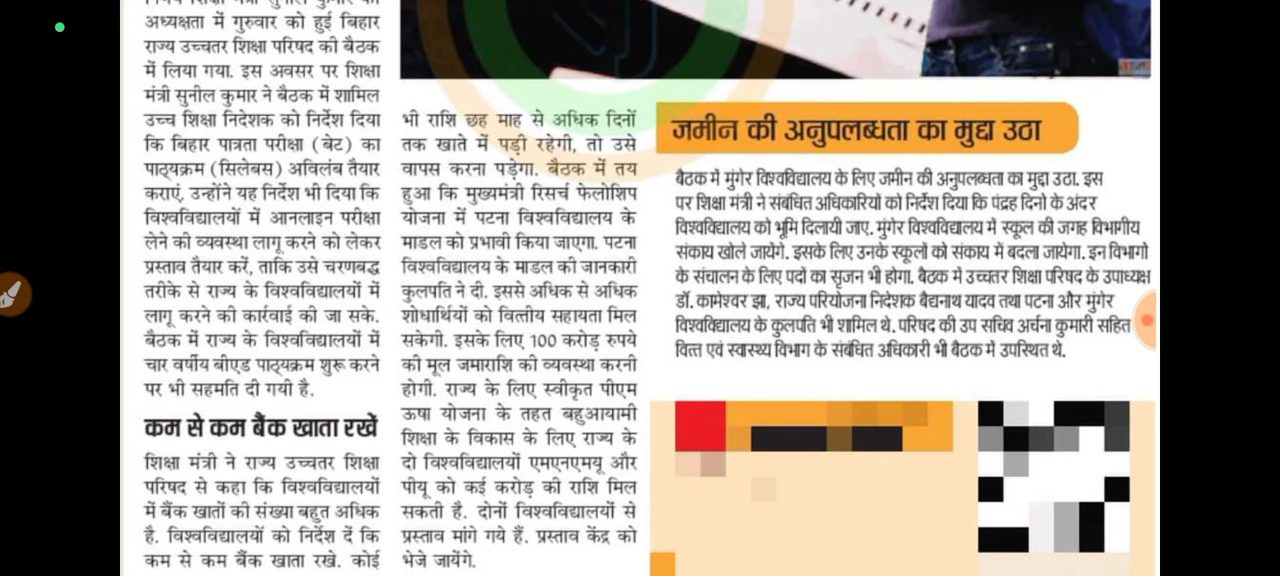 अध्यक्षता में गुरुवार को हुई बिहार
राज्य उच्चतर शिक्षा परिषद की बैठक
में लिया गया. इस अवसर पर शिक्षा
मंत्री सुनील कुमार ने बैठक में शामिल
उच्च शिक्षा निदेशक को निर्देश दिया
कि बिहार पात्रता परीक्षा (बेट) का
पाठ्यक्रम (सिलेबस) अविलंब तैयार
कराएं. उन्होंने यह निर्देश भी दिया कि
विश्वविद्यालयों में आनलाइन परीक्षा
लेने की व्यवस्था लागू करने को लेकर
प्रस्ताव तैयार करें, ताकि उसे चरणबद्ध
तरीके से राज्य के विश्वविद्यालयों में
लागू करने की कार्रवाई की जा सके.
बैठक में राज्य के विश्वविद्यालयों में
चार वर्षीय बीएड पाठ्यक्रम शुरू करने
पर भी सहमति दी गयी है.
कम से कम बैंक खाता रखें
शिक्षा मंत्री ने राज्य उच्चतर शिक्षा
परिषद से कहा कि विश्वविद्यालयों
में बैंक खातों की संख्या बहुत अधिक
है. विश्वविद्यालयों को निर्देश दें कि
कम से कम बैंक खाता रखे. कोई
भी राशि छह माह से अधिक दिनों
तक खाते में पड़ी रहेगी, तो उसे
वापस करना पड़ेगा. बैठक में तय
हुआ कि मुख्यमंत्री रिसर्च फेलोशिप
योजना में पटना विश्वविद्यालय के
माडल को प्रभावी किया जाएगा. पटना
विश्वविद्यालय के माडल की जानकारी
कुलपति ने दी. इससे अधिक से अधिक
शोधार्थियों को वित्तीय सहायता मिल
सकेगी. इसके लिए 100 करोड़ रुपये
की मूल जमाराशि की व्यवस्था करनी
होगी. राज्य के लिए स्वीकृत पीएम
ऊषा योजना के तहत बहुआयामी
शिक्षा के विकास के लिए राज्य के
दो विश्वविद्यालयों एमएनएमयू और
पीयू को कई करोड़ की राशि मिल
सकती है. दोनों विश्वविद्यालयों से
प्रस्ताव मांगे गये हैं. प्रस्ताव केंद्र को
भेजे जायेंगे.
जमीन की अनुपलब्धता का मुद्दा उठा
बैठक में मुंगेर विश्वविद्यालय के लिए जमीन की अनुपलब्धता का मुद्दा उठा. इस
पर शिक्षा मंत्री ने संबंधित अधिकारियों को निर्देश दिया कि पंद्रह दिनों के अंदर
विश्वविद्यालय को भूमि दिलायी जाए. मुंगेर विश्वविद्यालय में स्कूल की जगह विभागीय
संकाय खोले जायेंगे. इसके लिए उनके स्कूलों को संकाय में बदला जायेगा. इन विभागों
के संचालन के लिए पदों का सृजन भी होगा. बैठक में उच्चतर शिक्षा परिषद के उपाध्यक्ष
डॉ. कामेश्वर झा, राज्य परियोजना निदेशक बैद्यनाथ यादव तथा पटना और मुंगेर
विश्वविद्यालय के कुलपति भी शामिल थे. परिषद की उप सचिव अर्चना कुमारी सहित
वित्त एवं स्वास्थ्य विभाग के संबंधित अधिकारी भी बैठक में उपस्थित थे.